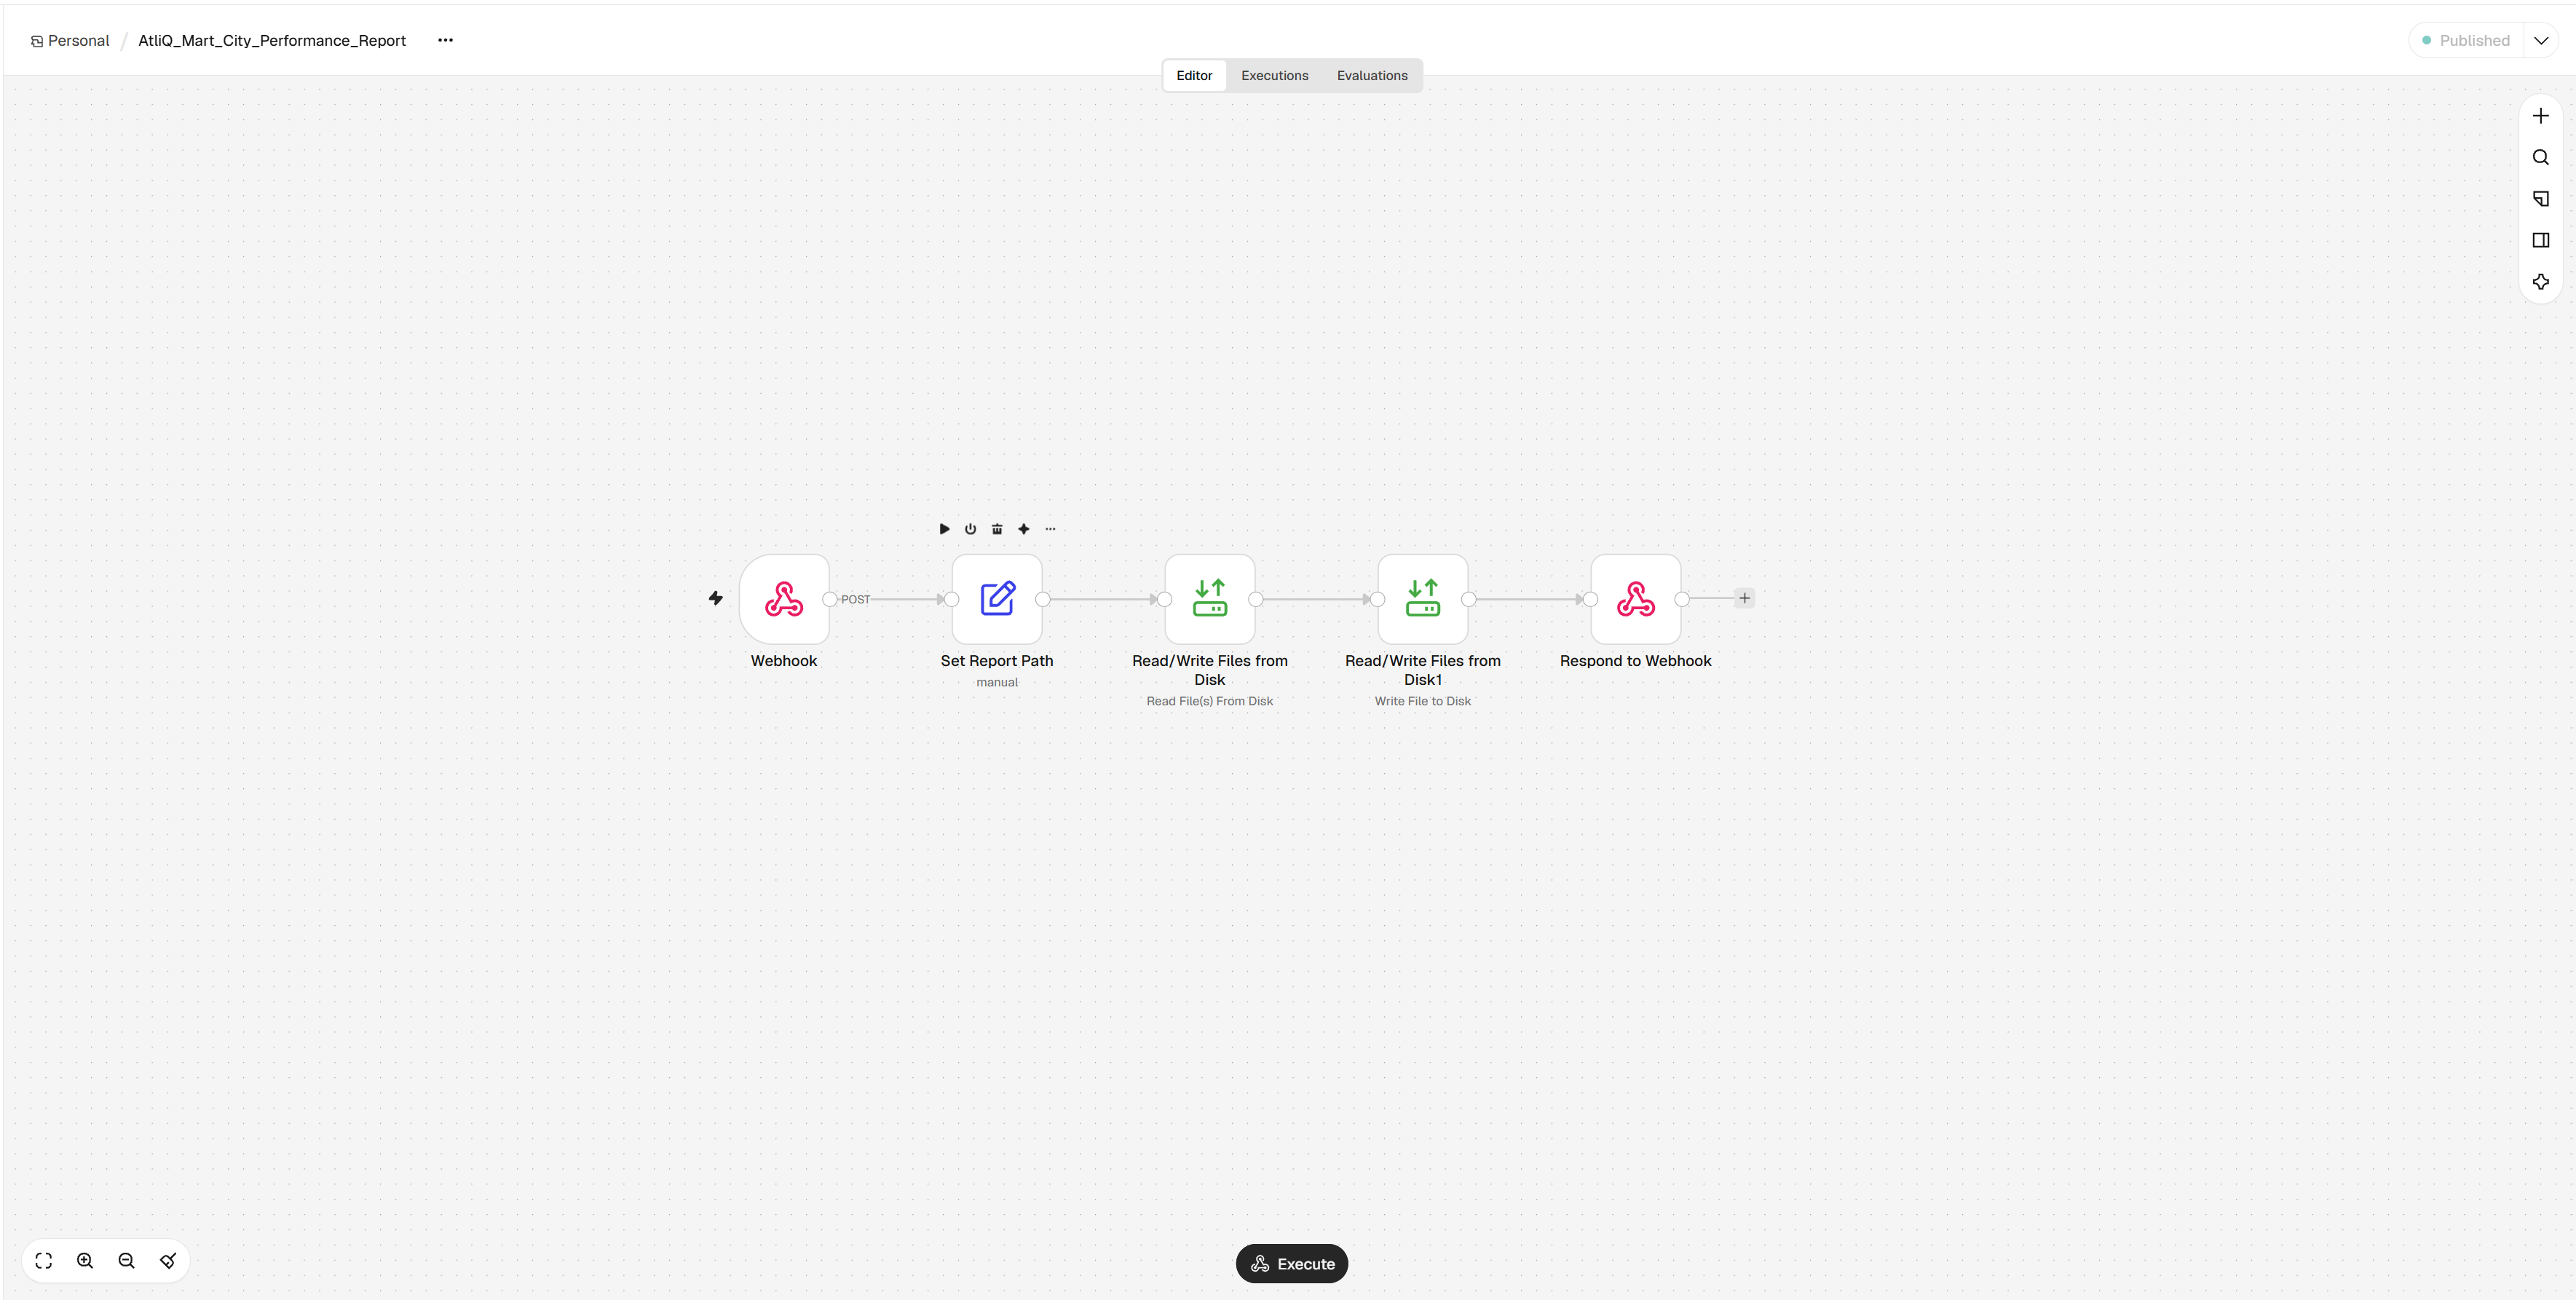 Personal / AtliQ_Mart_City_Performance_Report
Published
Editor Executions Evaluations
POST
Webhook
Set Report Path
manual
Read/Write Files from
Disk
Read File(s) From Disk
Read/Write Files from
Disk1
Write File to Disk
Respond to Webhook
Execute